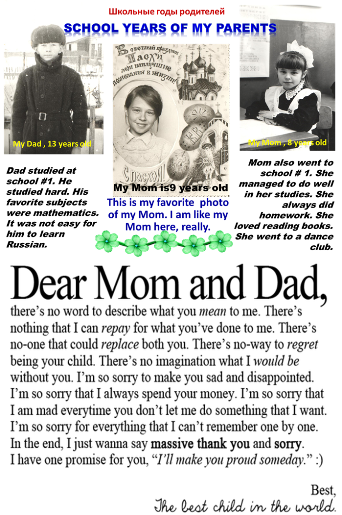 Школьные годы родителей
SCHOOL YEARS OF MY PARENTS
My Dad , 13 years old
My Mom is9 years old
My Mom , 8 years old
Dad studied at
school #1. He
studied hard. His
favorite subjects
were mathematics.
It was not easy for
him to learn
Russian.
This is my favorite photo
of my Mom. I am like my
Mom here, really.
Mom also went to
school # 1. She
managed to do well
in her studies. She
always did
homework. She
loved reading books.
She went to a dance
club.
Dear Mom and Dad,
there's no word to describe what you mean to me. There's
nothing that I can repay for what you've done to me. There's
no-one that could replace both you. There's no-way to regret
being your child. There's no imagination what I would be
without you. I'm so sorry to make you sad and disappointed.
I'm so sorry that I always spend your money. I'm so sorry that
I am mad everytime you don't let me do something that I want.
I'm so sorry for everything that I can't remember one by one.
In the end, I just wanna say massive thank you and sorry.
I have one promise for you, “I'll make you proud someday.” :)
Best,
The best child in the world.